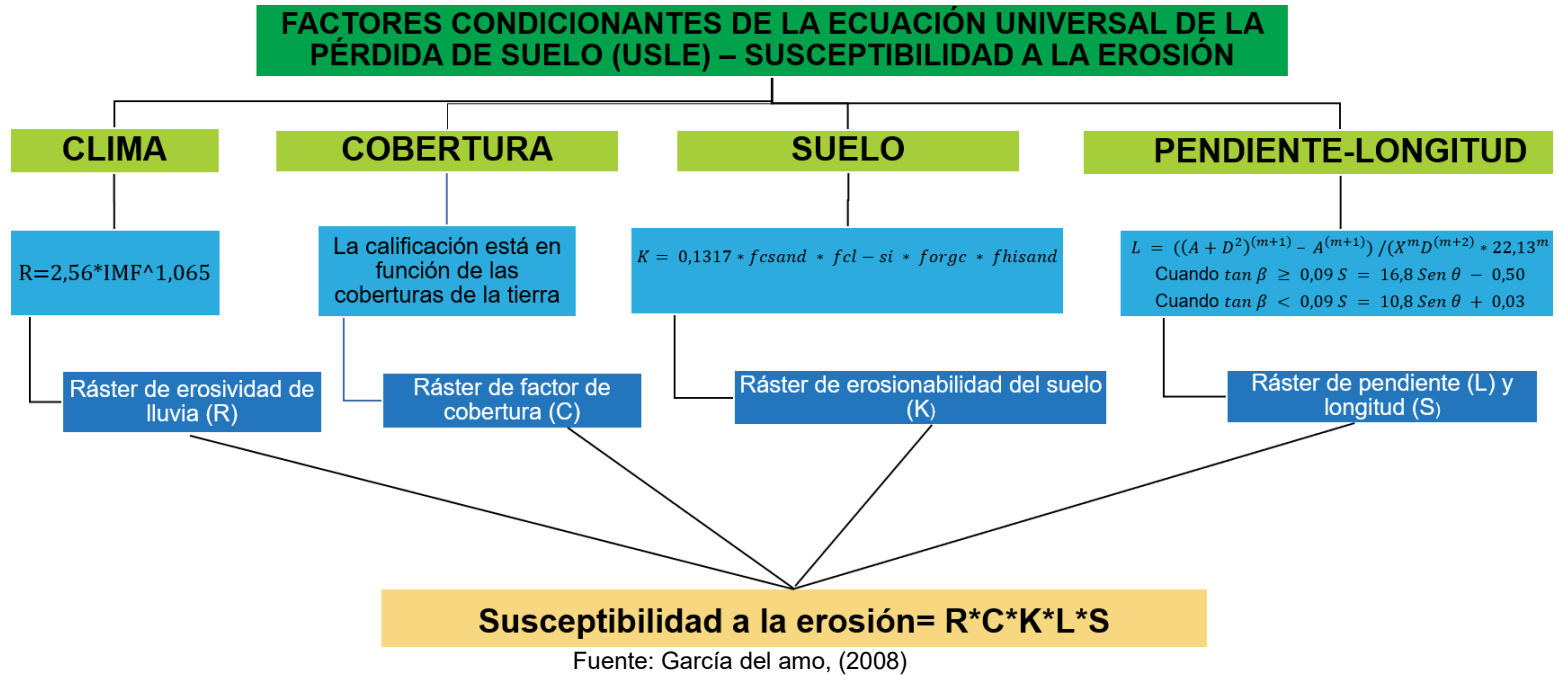 FACTORES CONDICIONANTES DE LA ECUACIÓN UNIVERSAL DE LA
PÉRDIDA DE SUELO (USLE) – SUSCEPTIBILIDAD A LA EROSIÓN
CLIMA
COBERTURA
SUELO
PENDIENTE-LONGITUD
R=2,56*IMF^1,065
La calificación está en
función de las
coberturas de la tierra
K = 0,1317 * fcsand * fcl − si * forgc * fhisand
L = ((A + D²)⁽ᵐ⁺¹⁾ – A⁽ᵐ⁺¹⁾) /(XᵐD⁽ᵐ⁺²⁾ * 22,13ᵐ
Cuando tan β ≥ 0,09 S = 16,8 Sen θ − 0,50
Cuando tan β < 0,09 S = 10,8 Sen θ + 0,03
Ráster de erosividad de
lluvia (R)
Ráster de factor de
cobertura (C)
Ráster de erosionabilidad del suelo
(K)
Ráster de pendiente (L) y
longitud (S)
Susceptibilidad a la erosión= R*C*K*L*S
Fuente: García del amo, (2008)